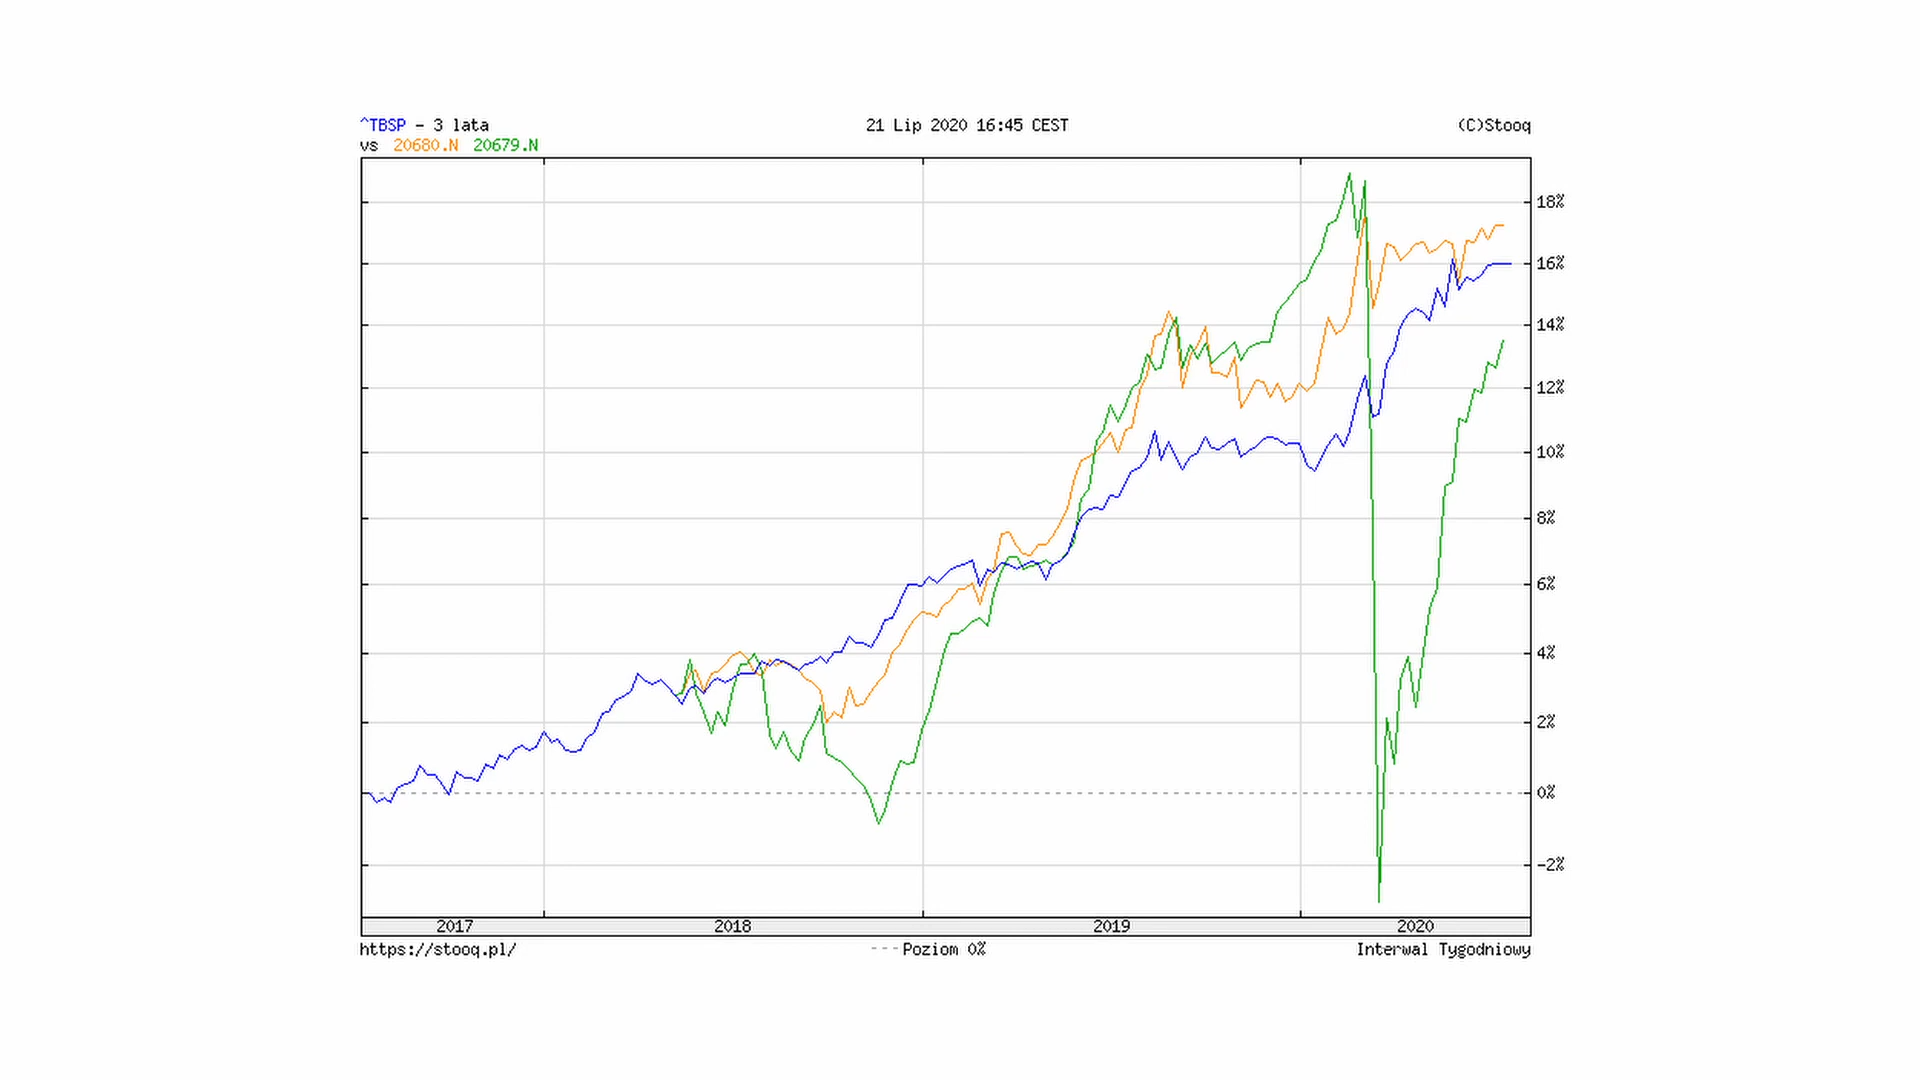 ^TBSP - 3 lata 21 Lip 2020 16:45 CEST (C)Stooq
vs 20680.N 20679.N
18%
16%
14%
12%
10%
8%
6%
4%
2%
0%
-2%
2017 2018 2019 2020
https://stooq.pl/ ---Poziom 0% Interwal Tygodniowy